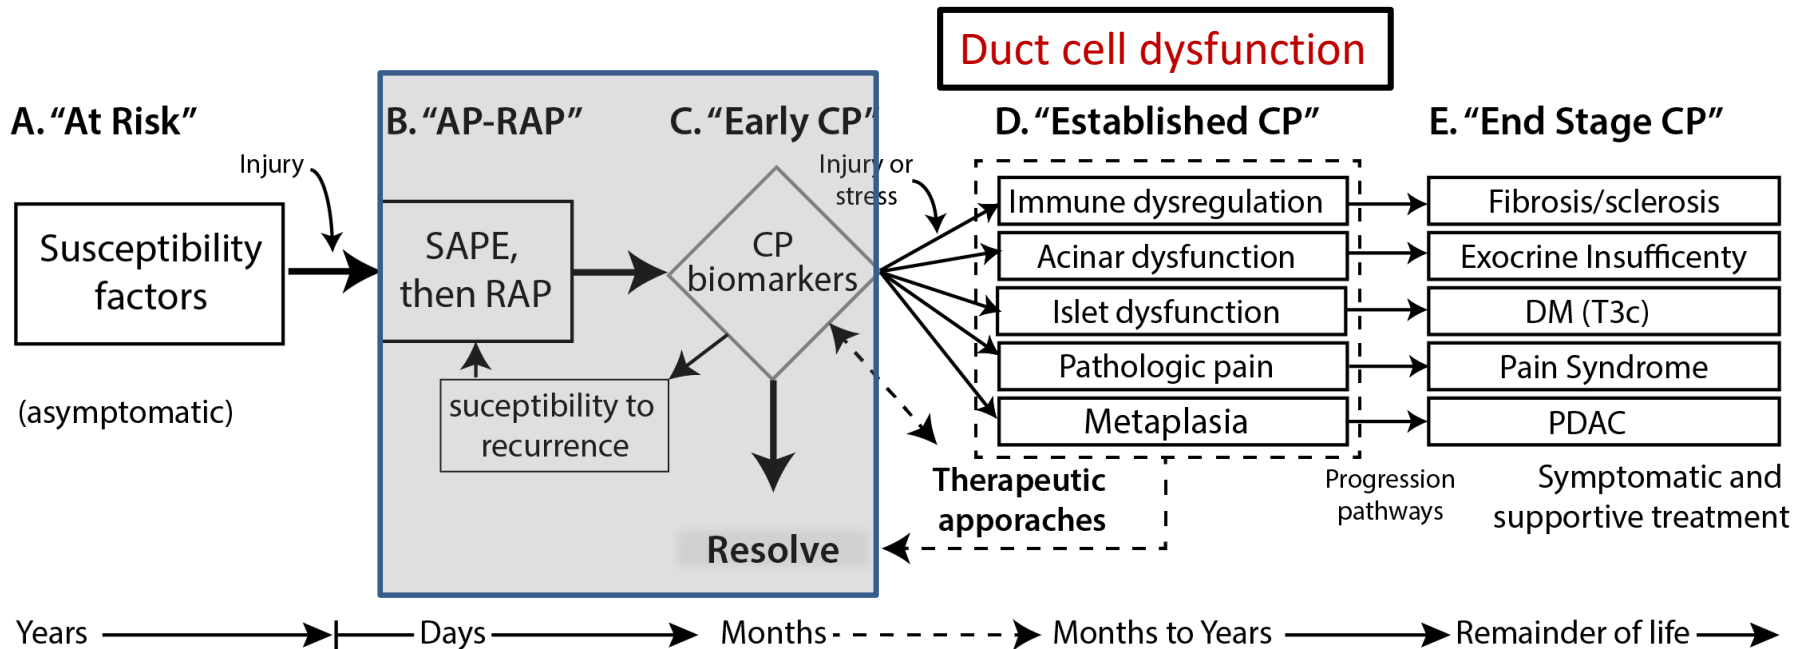 Duct cell dysfunction
A. “At Risk”
B. “AP-RAP”
C. “Early CP”
D. “Established CP”
E. “End Stage CP”
Injury
Injury or
stress
Susceptibility
factors
(asymptomatic)
SAPE,
then RAP
suceptibility to
recurrence
CP
biomarkers
Resolve
Immune dysregulation
Acinar dysfunction
Islet dysfunction
Pathologic pain
Metaplasia
Fibrosis/sclerosis
Exocrine Insufficenty
DM (T3c)
Pain Syndrome
PDAC
Therapeutic
apporaches
Progression
pathways
Symptomatic and
supportive treatment
Years
Days
Months
Months to Years
Remainder of life